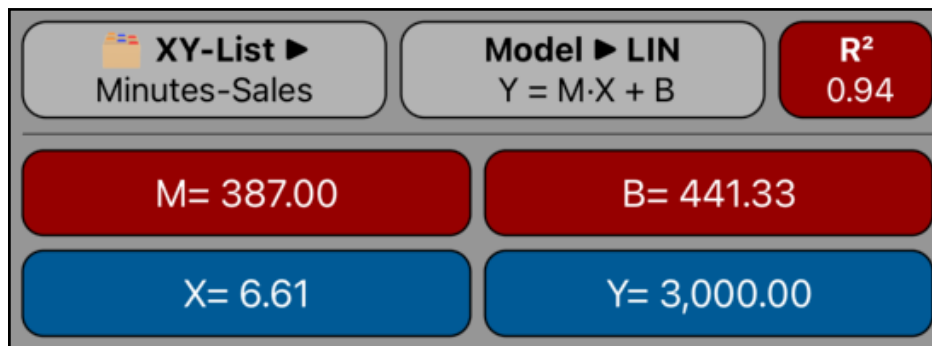 XY-List ▶
Minutes-Sales
Model ▶ LIN
Y = M·X + B
R²
0.94
M= 387.00
B= 441.33
X= 6.61
Y= 3,000.00